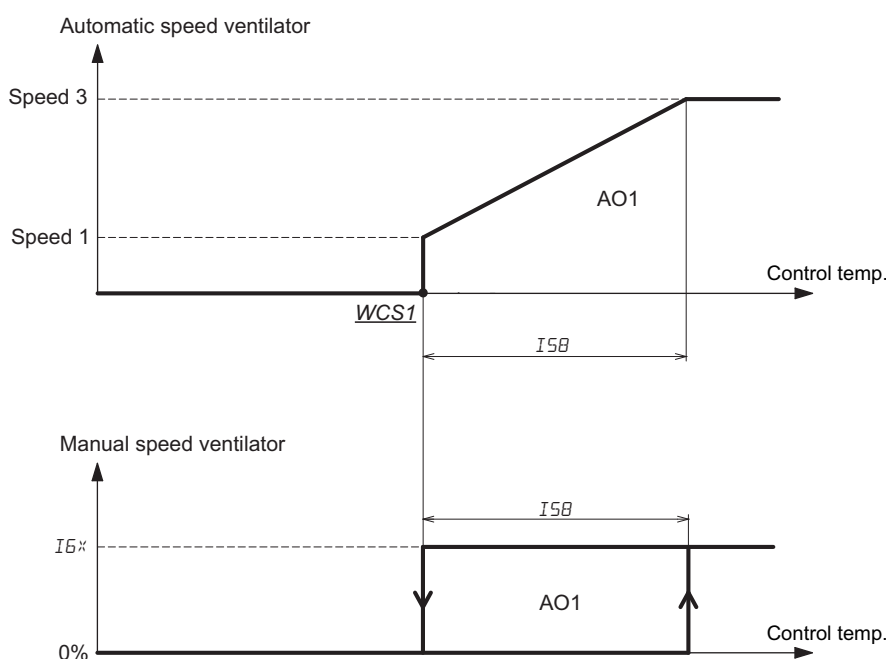 Automatic speed ventilator
Speed 3
AO1
Speed 1
Control temp.
WCS1
I58
Manual speed ventilator
I58
I6x
AO1
Control temp.
0%